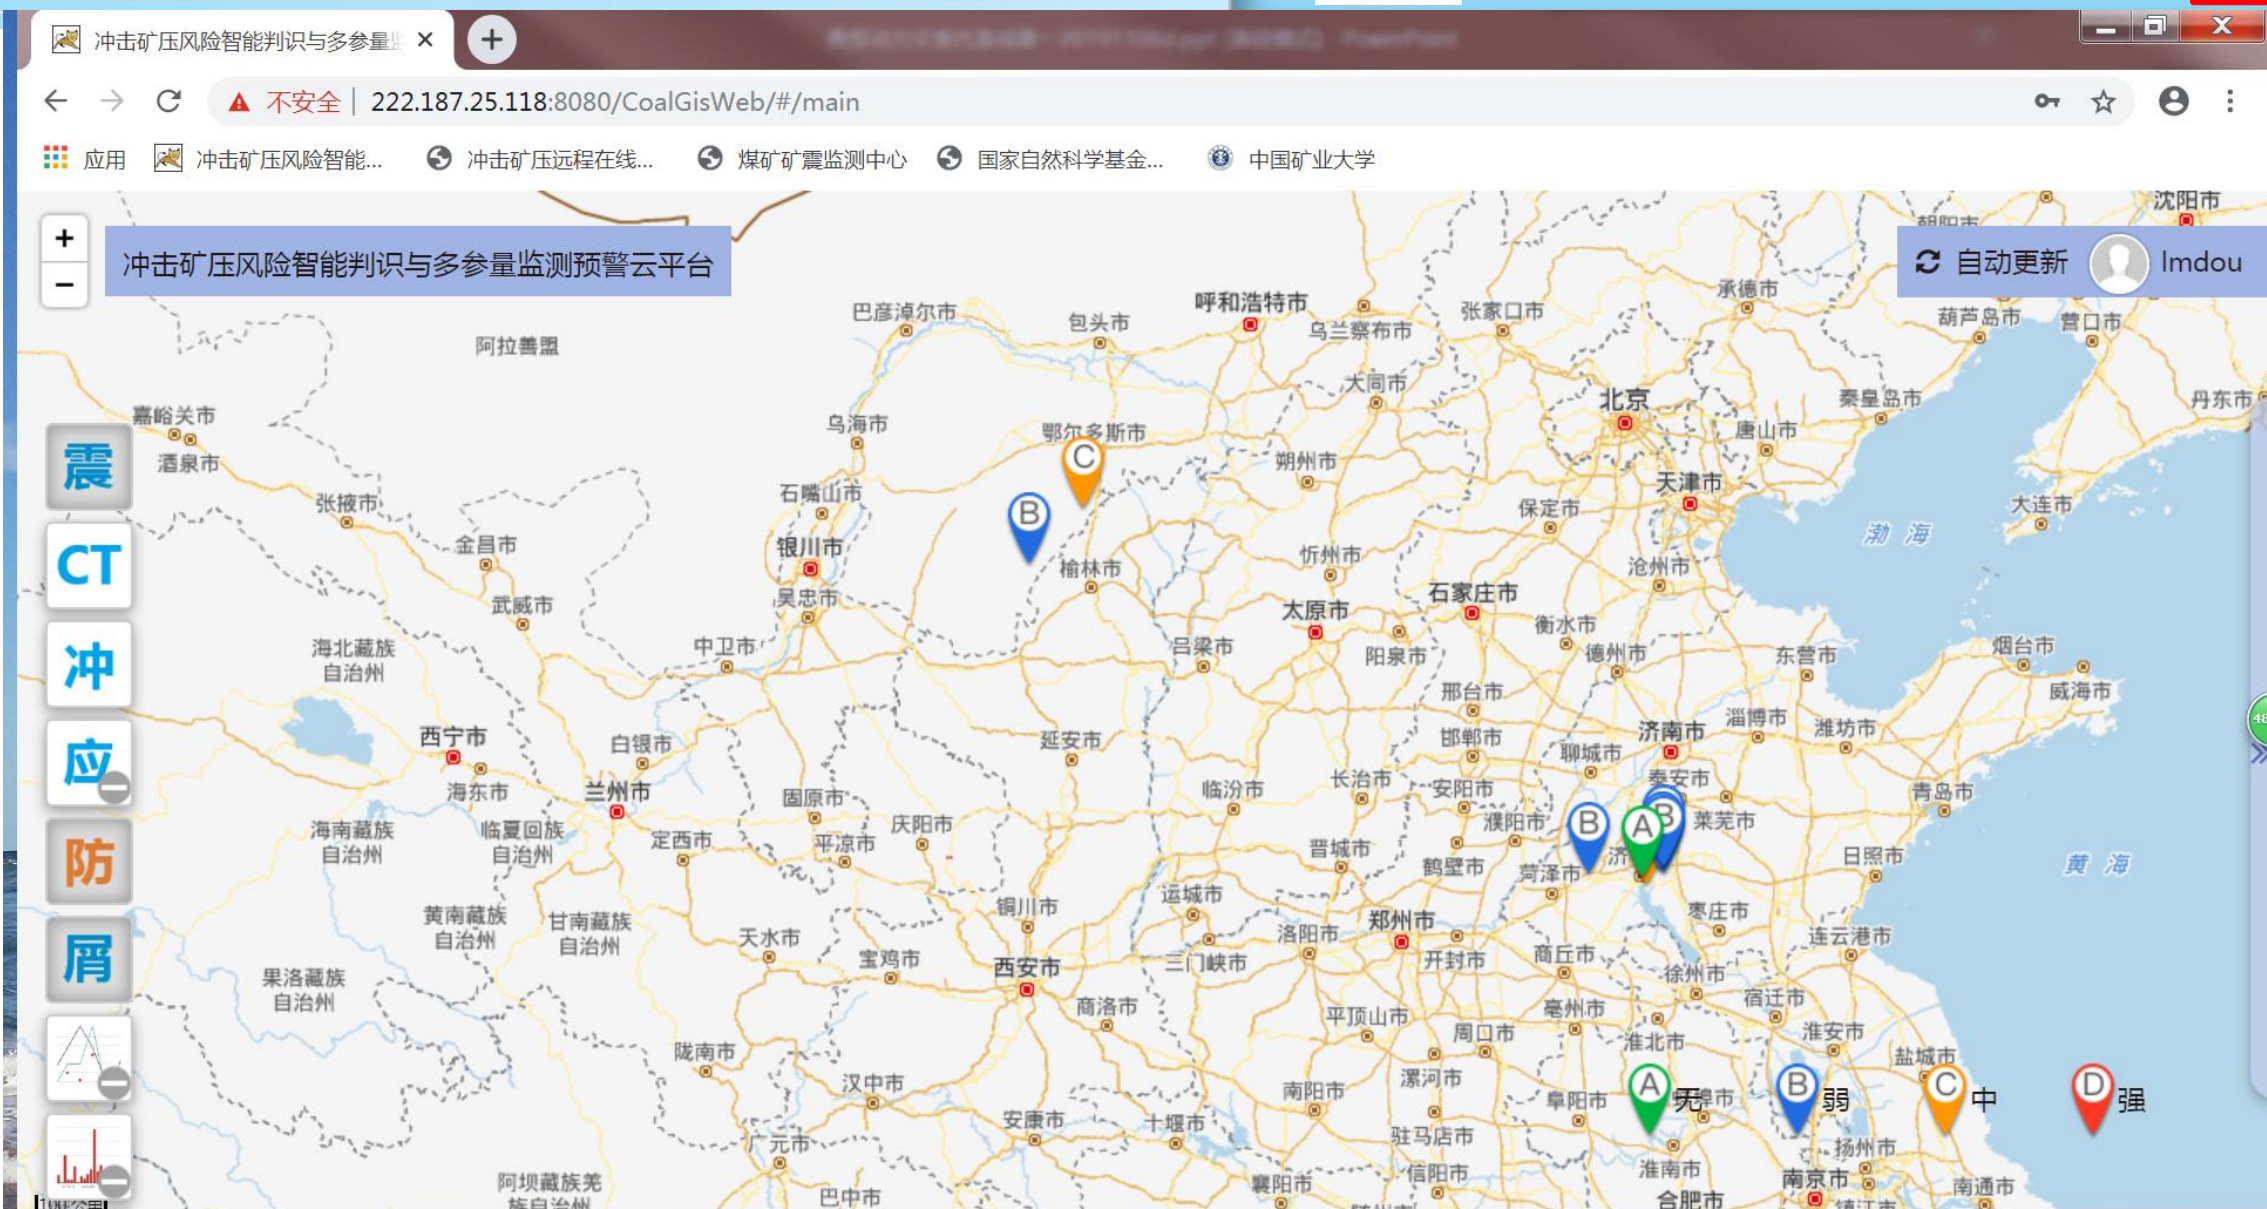 冲击矿压风险智能判识与多参量
不安全 | 222.187.25.118:8080/CoalGisWeb/#/main
应用 冲击矿压风险智能... 冲击矿压远程在线... 煤矿矿震监测中心 国家自然科学基金... 中国矿业大学
沈阳市
朝阳市
+
−
冲击矿压风险智能判识与多参量监测预警云平台
自动更新 lmdou
巴彦淖尔市 包头市 呼和浩特市 乌兰察布市 张家口市 承德市 葫芦岛市 营口市
阿拉善盟
大同市 北京 秦皇岛市 丹东市
嘉峪关市 乌海市 鄂尔多斯市 唐山市
震
酒泉市 C 朔州市 天津市
张掖市 石嘴山市 B 保定市 大连市
渤海
CT
金昌市 银川市 榆林市 忻州市 沧州市
武威市 吴忠市 太原市 石家庄市 衡水市
冲
海北藏族
自治州
中卫市 吕梁市 阳泉市 德州市 东营市 烟台市
邢台市 威海市
应
西宁市 白银市 延安市 邯郸市 聊城市 济南市 淄博市 潍坊市
48
海东市 兰州市 固原市 临汾市 长治市 安阳市 泰安市 青岛市
防
海南藏族
自治州
临夏回族
自治州
定西市 平凉市 庆阳市 晋城市 鹤壁市 濮阳市 B A B 莱芜市 日照市
菏泽市 济
黄海
屑
黄南藏族
自治州
甘南藏族
自治州
天水市 宝鸡市 铜川市 运城市 洛阳市 郑州市 枣庄市 连云港市
果洛藏族
自治州
西安市 三门峡市 开封市 商丘市 徐州市
商洛市 平顶山市 周口市 亳州市 宿迁市 淮安市
陇南市 淮北市 盐城市
汉中市 南阳市 漯河市 阜阳市
A 无 B 弱 C 中 D 强
安康市 十堰市 驻马店市 扬州市
广元市 信阳市 淮南市 南京市
阿坝藏族羌
族自治州
巴中市 襄阳市 合肥市 镇江市 南通市
100公里